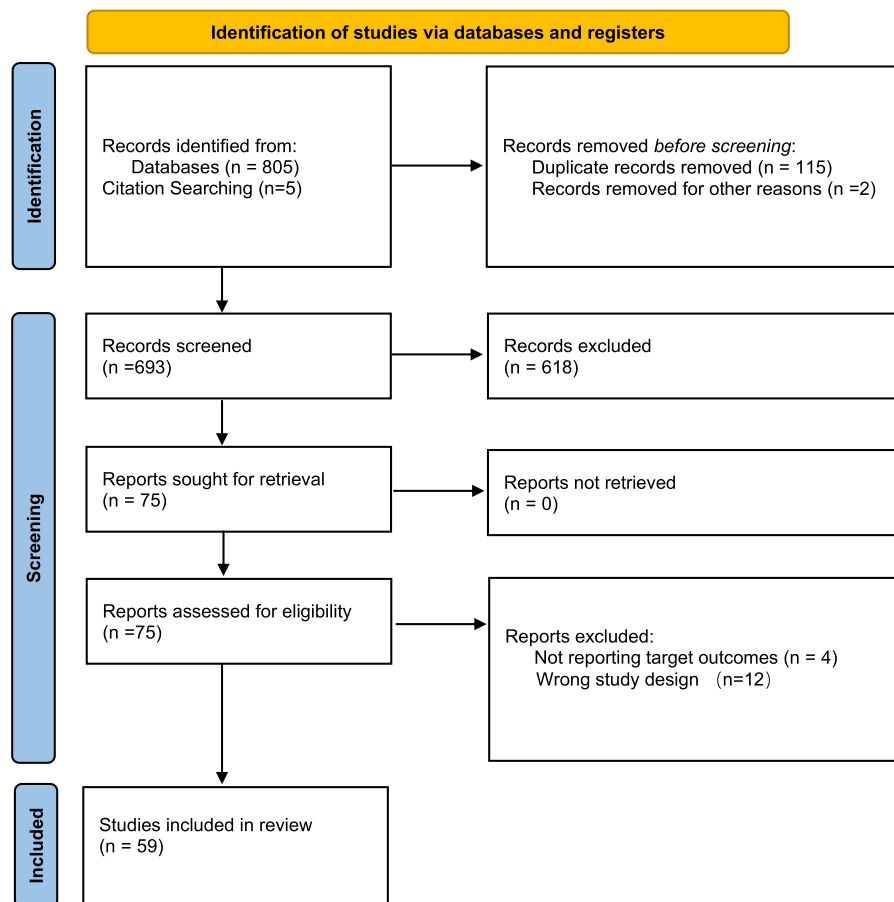 Identification of studies via databases and registers
Identification
Records identified from:
Databases (n = 805)
Citation Searching (n=5)
Records removed before screening:
Duplicate records removed (n = 115)
Records removed for other reasons (n =2)
Screening
Records screened
(n =693)
Records excluded
(n = 618)
Reports sought for retrieval
(n = 75)
Reports not retrieved
(n = 0)
Reports assessed for eligibility
(n =75)
Reports excluded:
Not reporting target outcomes (n = 4)
Wrong study design （n=12）
Included
Studies included in review
(n = 59)